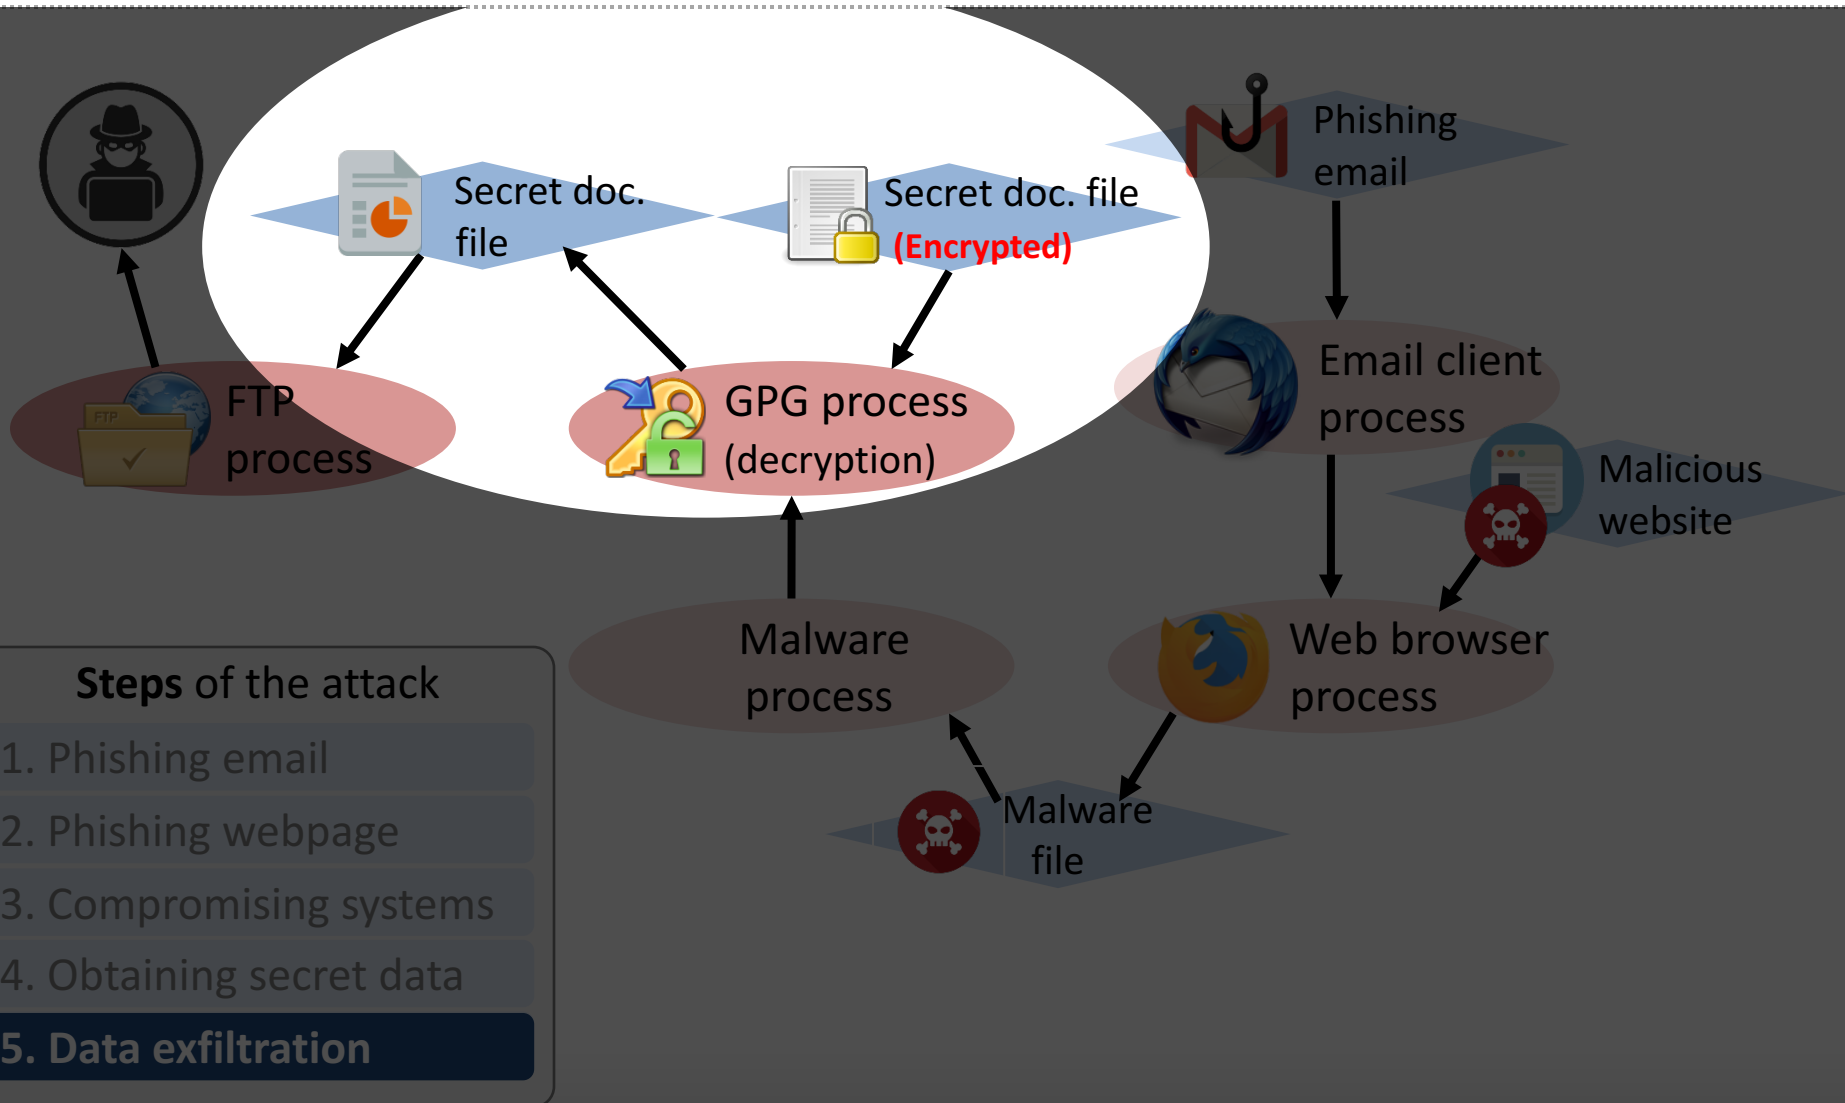 Phishing
email
Secret doc.
file
Secret doc. file
(Encrypted)
FTP
FTP
process
GPG process
(decryption)
Email client
process
Malicious
website
Malware
process
Web browser
process
Malware
file
Steps of the attack
1. Phishing email
2. Phishing webpage
3. Compromising systems
4. Obtaining secret data
5. Data exfiltration